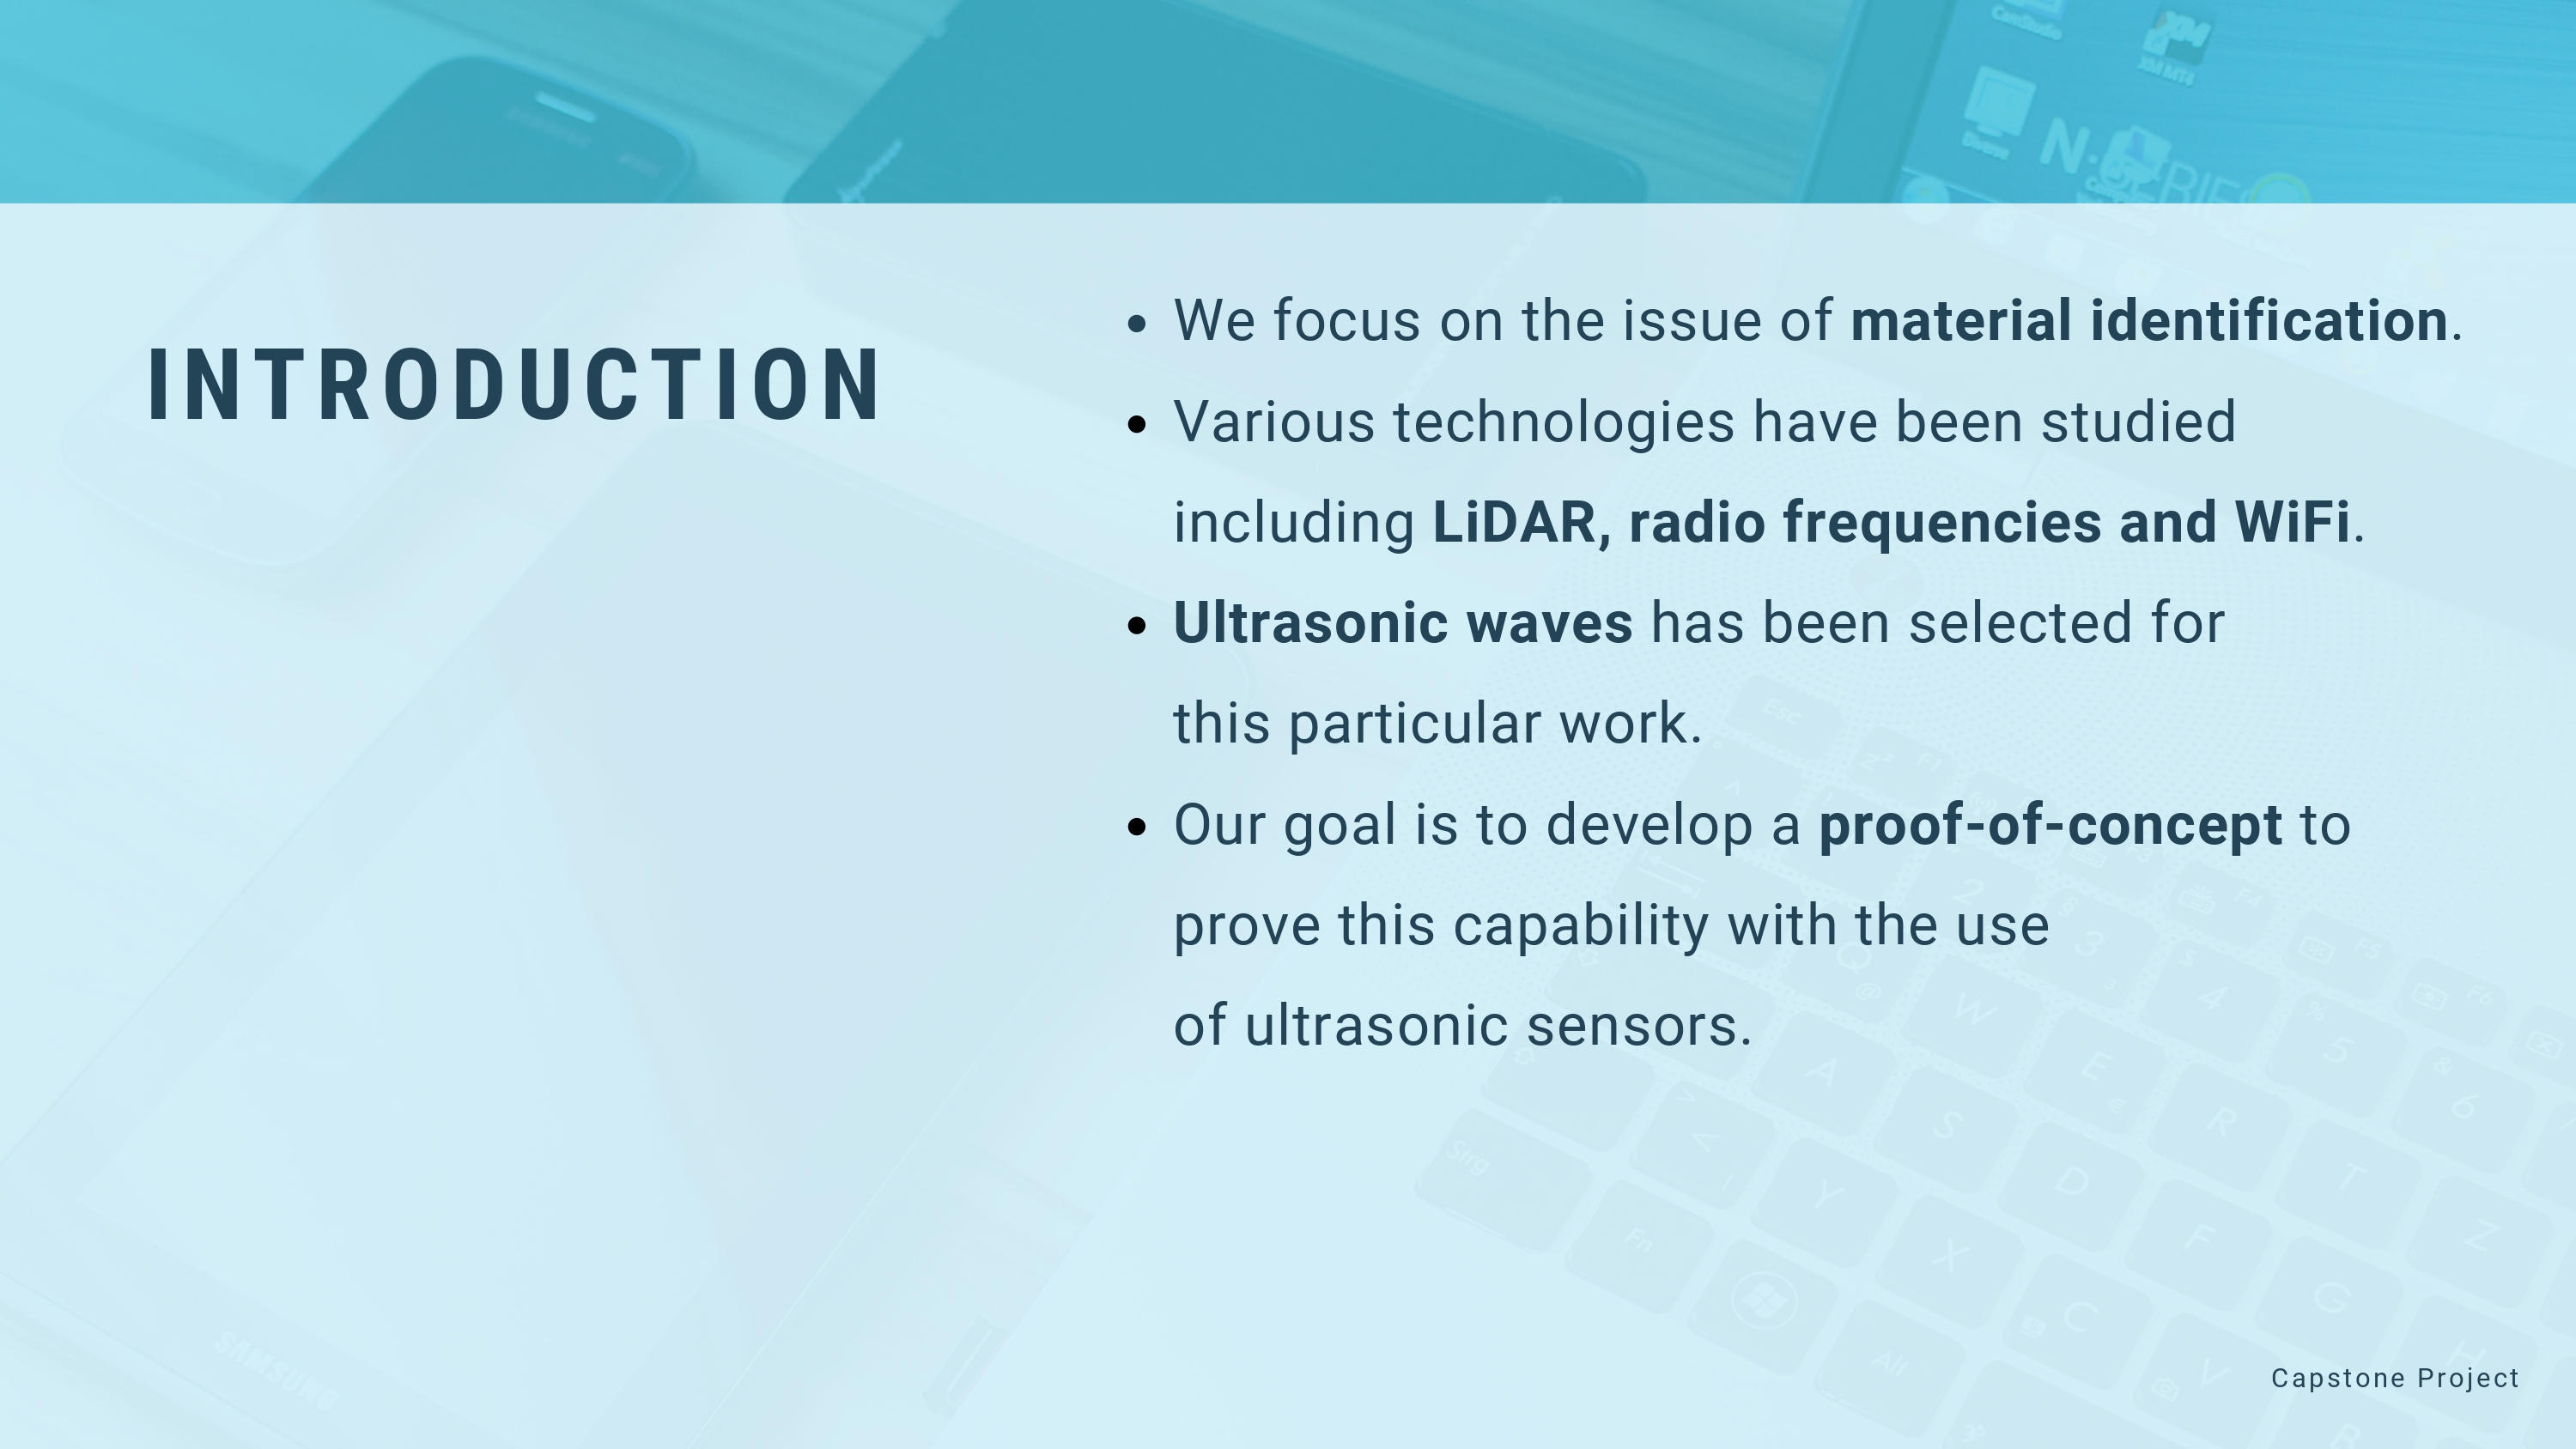 INTRODUCTION
• We focus on the issue of material identification.
• Various technologies have been studied
including LiDAR, radio frequencies and WiFi.
• Ultrasonic waves has been selected for
this particular work.
• Our goal is to develop a proof-of-concept to
prove this capability with the use
of ultrasonic sensors.
Capstone Project
SAMSUNG